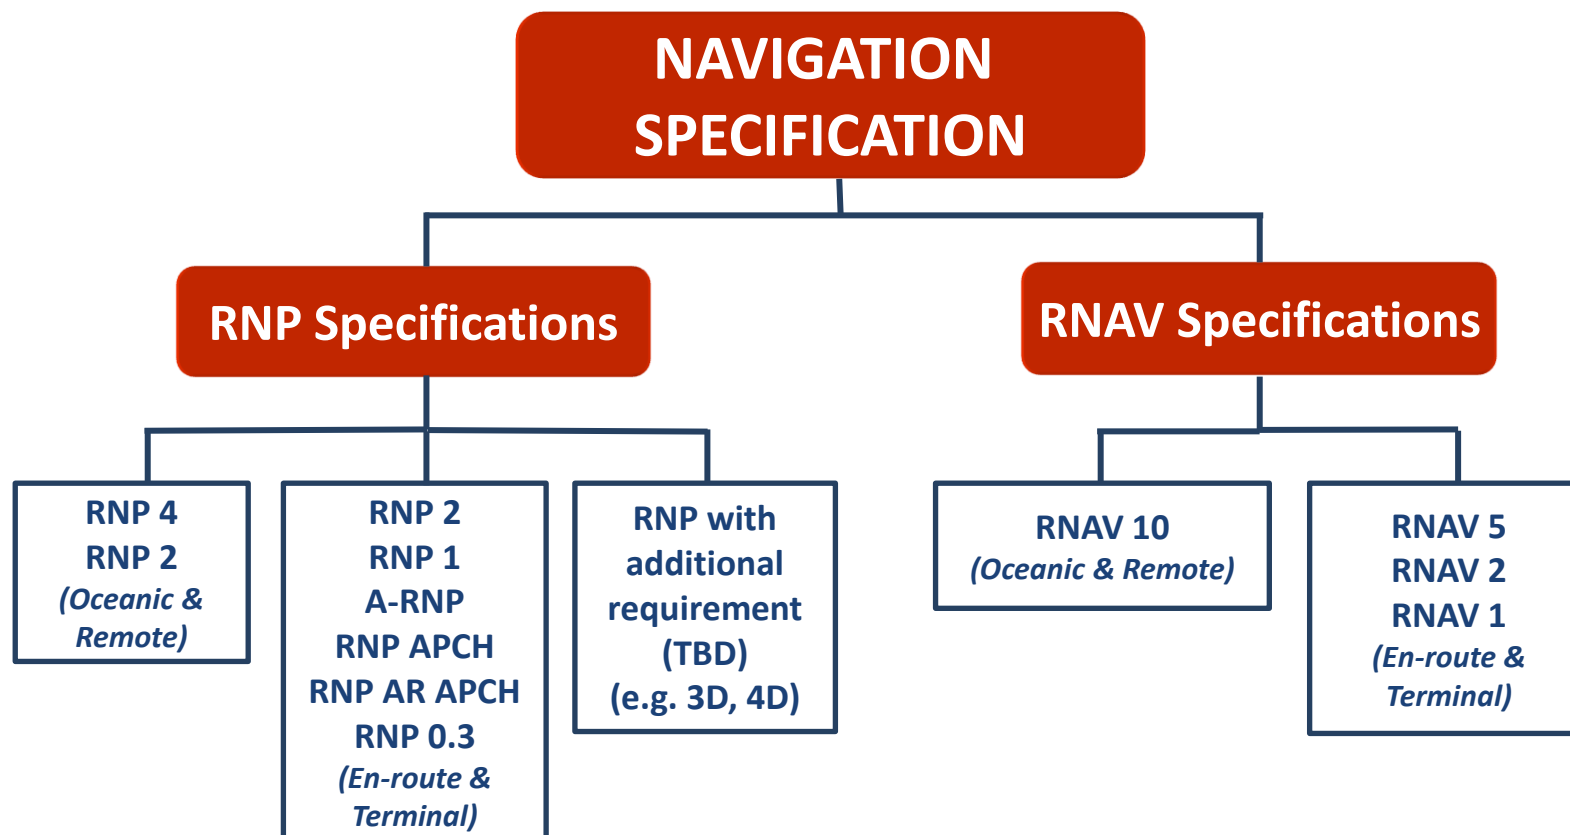 NAVIGATION
SPECIFICATION
RNP Specifications
RNAV Specifications
RNP 4
RNP 2
(Oceanic &
Remote)
RNP 2
RNP 1
A-RNP
RNP APCH
RNP AR APCH
RNP 0.3
(En-route &
Terminal)
RNP with
additional
requirement
(TBD)
(e.g. 3D, 4D)
RNAV 10
(Oceanic & Remote)
RNAV 5
RNAV 2
RNAV 1
(En-route &
Terminal)